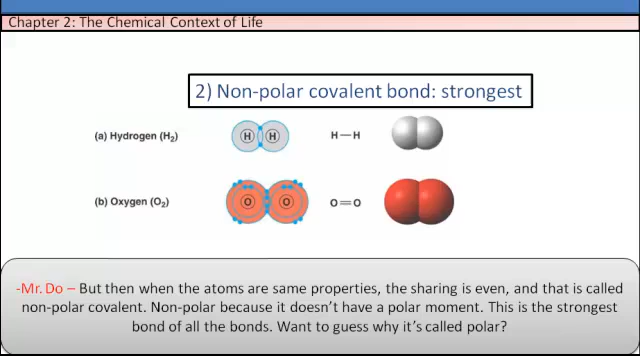 Chapter 2: The Chemical Context of Life
2) Non-polar covalent bond: strongest
(a) Hydrogen (H₂)
H H
H—H
(b) Oxygen (O₂)
O O
O=O
-Mr. Do – But then when the atoms are same properties, the sharing is even, and that is called
non-polar covalent. Non-polar because it doesn't have a polar moment. This is the strongest
bond of all the bonds. Want to guess why it's called polar?